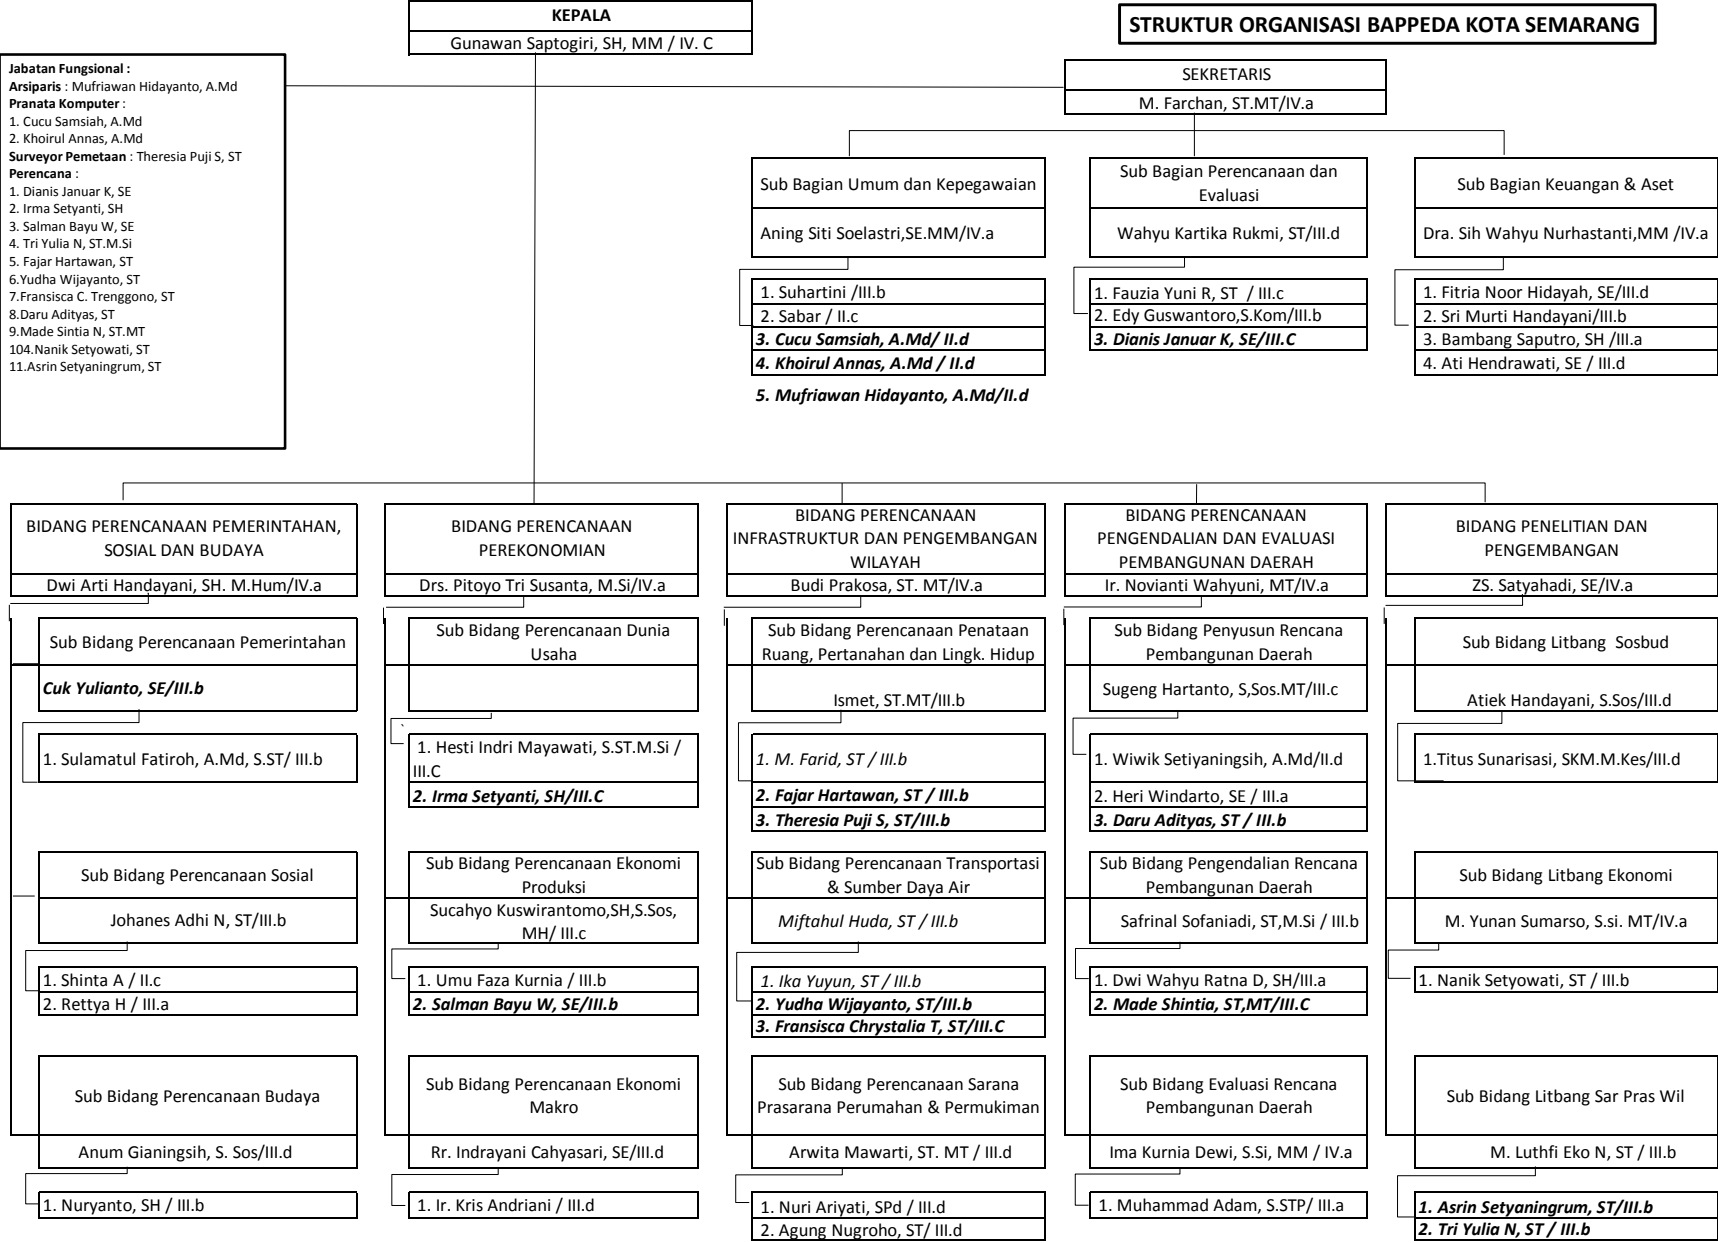 KEPALA
Gunawan Saptogiri, SH, MM / IV. C
STRUKTUR ORGANISASI BAPPEDA KOTA SEMARANG
Jabatan Fungsional :
Arsiparis : Mufriawan Hidayanto, A.Md
Pranata Komputer :
1. Cucu Samsiah, A.Md
2. Khoirul Annas, A.Md
Surveyor Pemetaan : Theresia Puji S, ST
Perencana :
1. Dianis Januar K, SE
2. Irma Setyanti, SH
3. Salman Bayu W, SE
4. Tri Yulia N, ST.M.Si
5. Fajar Hartawan, ST
6.Yudha Wijayanto, ST
7.Fransisca C. Trenggono, ST
8.Daru Adityas, ST
9.Made Sintia N, ST.MT
104.Nanik Setyowati, ST
11.Asrin Setyaningrum, ST
SEKRETARIS
M. Farchan, ST.MT/IV.a
Sub Bagian Umum dan Kepegawaian
Aning Siti Soelastri,SE.MM/IV.a
1. Suhartini /III.b
2. Sabar / II.c
3. Cucu Samsiah, A.Md/ II.d
4. Khoirul Annas, A.Md / II.d
5. Mufriawan Hidayanto, A.Md/II.d
Sub Bagian Perencanaan dan
Evaluasi
Wahyu Kartika Rukmi, ST/III.d
1. Fauzia Yuni R, ST / III.c
2. Edy Guswantoro,S.Kom/III.b
3. Dianis Januar K, SE/III.C
Sub Bagian Keuangan & Aset
Dra. Sih Wahyu Nurhastanti,MM /IV.a
1. Fitria Noor Hidayah, SE/III.d
2. Sri Murti Handayani/III.b
3. Bambang Saputro, SH /III.a
4. Ati Hendrawati, SE / III.d
BIDANG PERENCANAAN PEMERINTAHAN,
SOSIAL DAN BUDAYA
Dwi Arti Handayani, SH. M.Hum/IV.a
Sub Bidang Perencanaan Pemerintahan
Cuk Yulianto, SE/III.b
1. Sulamatul Fatiroh, A.Md, S.ST/ III.b
Sub Bidang Perencanaan Sosial
Johanes Adhi N, ST/III.b
1. Shinta A / II.c
2. Rettya H / III.a
Sub Bidang Perencanaan Budaya
Anum Gianingsih, S. Sos/III.d
1. Nuryanto, SH / III.b
BIDANG PERENCANAAN
PEREKONOMIAN
Drs. Pitoyo Tri Susanta, M.Si/IV.a
Sub Bidang Perencanaan Dunia
Usaha
`
1. Hesti Indri Mayawati, S.ST.M.Si /
III.C
2. Irma Setyanti, SH/III.C
Sub Bidang Perencanaan Ekonomi
Produksi
Sucahyo Kuswirantomo,SH,S.Sos,
MH/ III.c
1. Umu Faza Kurnia / III.b
2. Salman Bayu W, SE/III.b
Sub Bidang Perencanaan Ekonomi
Makro
Rr. Indrayani Cahyasari, SE/III.d
1. Ir. Kris Andriani / III.d
BIDANG PERENCANAAN
INFRASTRUKTUR DAN PENGEMBANGAN
WILAYAH
Budi Prakosa, ST. MT/IV.a
Sub Bidang Perencanaan Penataan
Ruang, Pertanahan dan Lingk. Hidup
Ismet, ST.MT/III.b
1. M. Farid, ST / III.b
2. Fajar Hartawan, ST / III.b
3. Theresia Puji S, ST/III.b
Sub Bidang Perencanaan Transportasi
& Sumber Daya Air
Miftahul Huda, ST / III.b
1. Ika Yuyun, ST / III.b
2. Yudha Wijayanto, ST/III.b
3. Fransisca Chrystalia T, ST/III.C
Sub Bidang Perencanaan Sarana
Prasarana Perumahan & Permukiman
Arwita Mawarti, ST. MT / III.d
1. Nuri Ariyati, SPd / III.d
2. Agung Nugroho, ST/ III.d
BIDANG PERENCANAAN
PENGENDALIAN DAN EVALUASI
PEMBANGUNAN DAERAH
Ir. Novianti Wahyuni, MT/IV.a
Sub Bidang Penyusun Rencana
Pembangunan Daerah
Sugeng Hartanto, S,Sos.MT/III.c
1. Wiwik Setiyaningsih, A.Md/II.d
2. Heri Windarto, SE / III.a
3. Daru Adityas, ST / III.b
Sub Bidang Pengendalian Rencana
Pembangunan Daerah
Safrinal Sofaniadi, ST,M.Si / III.b
1. Dwi Wahyu Ratna D, SH/III.a
2. Made Shintia, ST,MT/III.C
Sub Bidang Evaluasi Rencana
Pembangunan Daerah
Ima Kurnia Dewi, S.Si, MM / IV.a
1. Muhammad Adam, S.STP/ III.a
BIDANG PENELITIAN DAN
PENGEMBANGAN
ZS. Satyahadi, SE/IV.a
Sub Bidang Litbang Sosbud
Atiek Handayani, S.Sos/III.d
1.Titus Sunarisasi, SKM.M.Kes/III.d
Sub Bidang Litbang Ekonomi
M. Yunan Sumarso, S.si. MT/IV.a
1. Nanik Setyowati, ST / III.b
Sub Bidang Litbang Sar Pras Wil
M. Luthfi Eko N, ST / III.b
1. Asrin Setyaningrum, ST/III.b
2. Tri Yulia N, ST / III.b